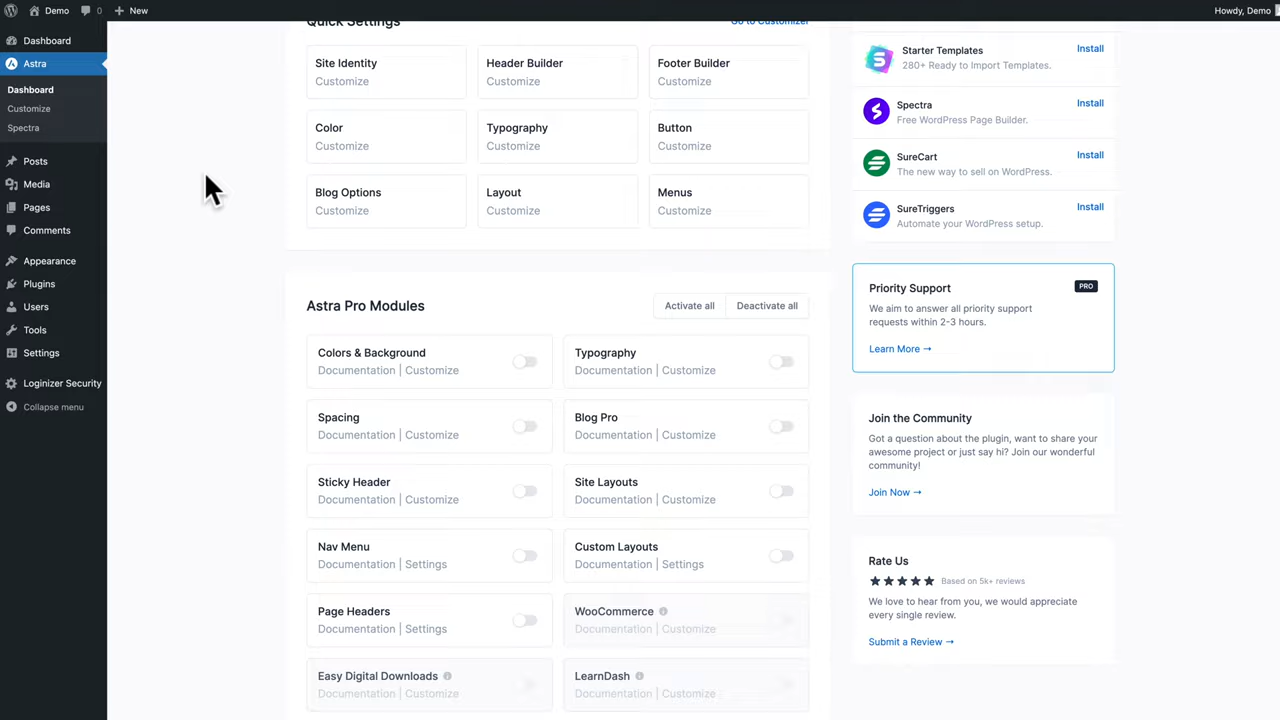 Demo
0
New
Howdy, Demo
Dashboard
Astra
Dashboard
Customize
Spectra
Posts
Media
Pages
Comments
Appearance
Plugins
Users
Tools
Settings
Loginizer Security
Collapse menu
Quick Settings
Go to Customizer
Site Identity
Customize
Header Builder
Customize
Footer Builder
Customize
Color
Customize
Typography
Customize
Button
Customize
Blog Options
Customize
Layout
Customize
Menus
Customize
Astra Pro Modules
Activate all
Deactivate all
Colors & Background
Documentation | Customize
Typography
Documentation | Customize
Spacing
Documentation | Customize
Blog Pro
Documentation | Customize
Sticky Header
Documentation | Customize
Site Layouts
Documentation | Customize
Nav Menu
Documentation | Settings
Custom Layouts
Documentation | Settings
Page Headers
Documentation | Settings
WooCommerce
Documentation | Customize
Easy Digital Downloads
Documentation | Customize
LearnDash
Documentation | Customize
Starter Templates
Install
280+ Ready to Import Templates.
Spectra
Install
Free WordPress Page Builder.
SureCart
Install
The new way to sell on WordPress.
SureTriggers
Install
Automate your WordPress setup.
Priority Support
PRO
We aim to answer all priority support
requests within 2-3 hours.
Learn More →
Join the Community
Got a question about the plugin, want to share your
awesome project or just say hi? Join our wonderful
community!
Join Now →
Rate Us
★★★★★ Based on 5k+ reviews
We love to hear from you, we would appreciate
every single review.
Submit a Review →